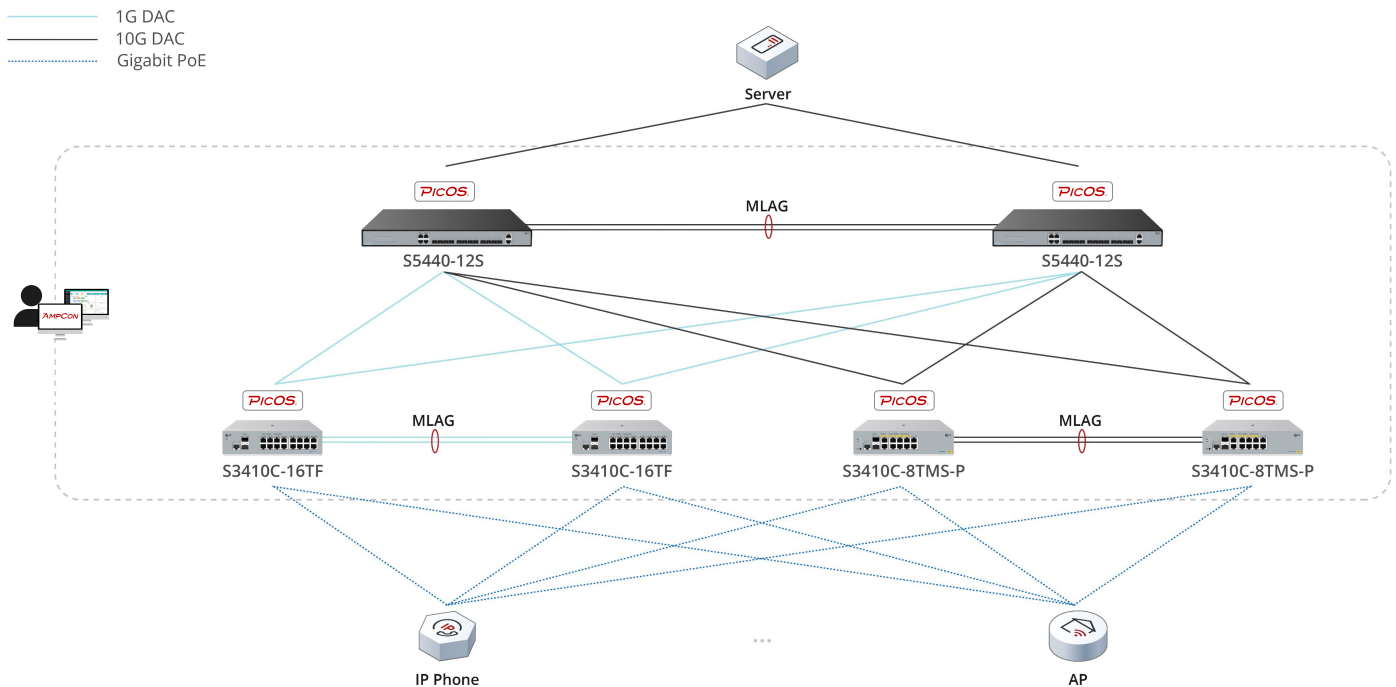 1G DAC
10G DAC
Gigabit PoE
Server
PICOS
PICOS
MLAG
S5440-12S
S5440-12S
AMPCON
PICOS
PICOS
PICOS
PICOS
MLAG
MLAG
S3410C-16TF
S3410C-16TF
S3410C-8TMS-P
S3410C-8TMS-P
IP
IP Phone
...
AP